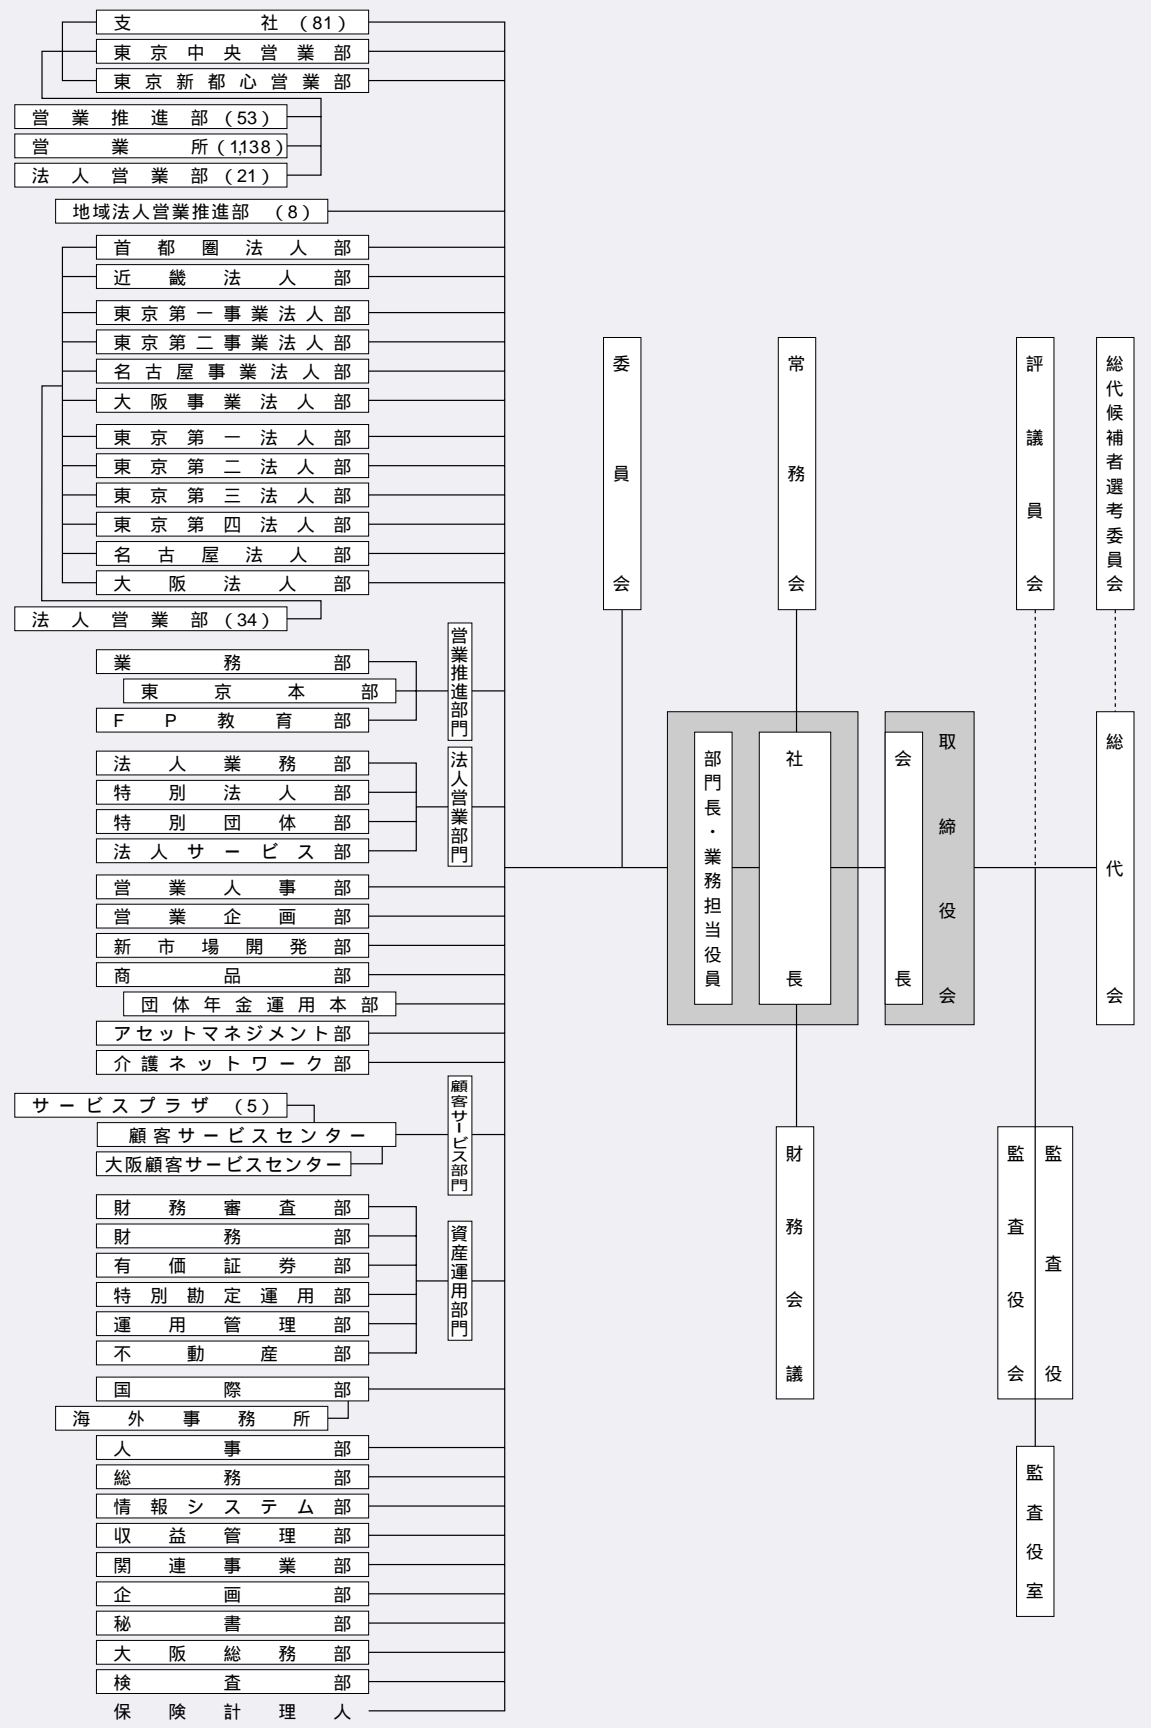 支社(81)
東京中央営業部
東京新都心営業部
営業推進部(53)
営業所(1,138)
法人営業部(21)
地域法人営業推進部 (8)
首都圏法人部
近畿法人部
東京第一事業法人部
東京第二事業法人部
名古屋事業法人部
大阪事業法人部
東京第一法人部
東京第二法人部
東京第三法人部
東京第四法人部
名古屋法人部
大阪法人部
法人営業部(34)
業務部
東京本部
FP教育部
営業推進部門
法人業務部
特別法人部
特別団体部
法人サービス部
法人営業部門
営業人事部
営業企画部
新市場開発部
商品部
団体年金運用本部
アセットマネジメント部
介護ネットワーク部
サービスプラザ (5)
顧客サービスセンター
大阪顧客サービスセンター
顧客サービス部門
財務審査部
財務部
有価証券部
特別勘定運用部
運用管理部
不動産部
資産運用部門
国際部
海外事務所
人事部
総務部
情報システム部
収益管理部
関連事業部
企画部
秘書部
大阪総務部
検査部
保険計理人
委員会
常務会
評議員会
総代候補者選考委員会
部門長・業務担当役員
社長
会長
取締役会
総代会
財務会議
監査役会
監査役
監査役室